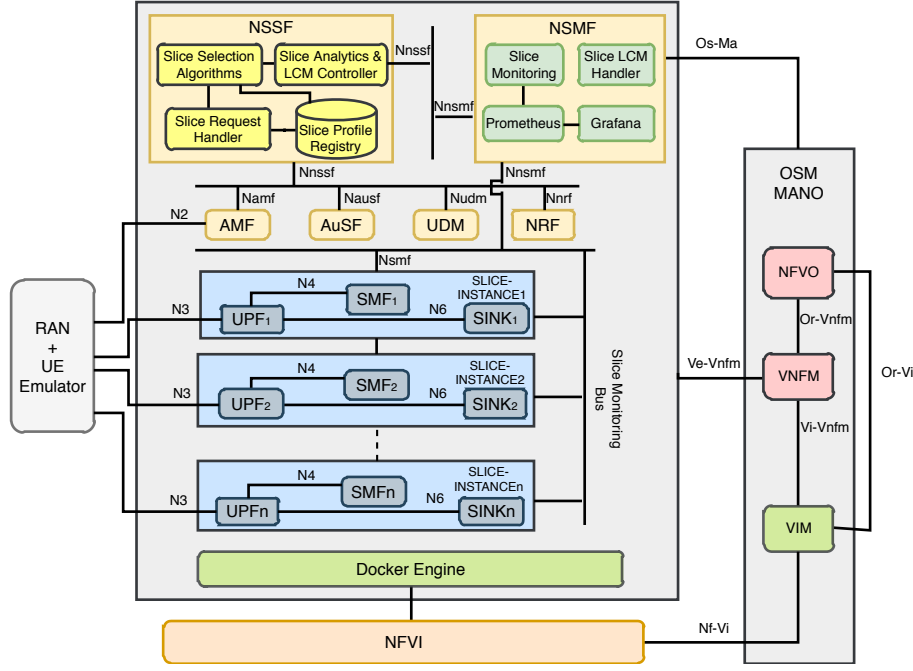 NSSF
Slice Selection
Algorithms
Slice Analytics &
LCM Controller
Slice Request
Handler
Slice Profile
Registry
Nnssf
Nnsmf
NSMF
Slice
Monitoring
Slice LCM
Handler
Prometheus
Grafana
Os-Ma
Nnssf
Nnsmf
Namf
Nausf
Nudm
Nnrf
AMF
AuSF
UDM
NRF
N2
Nsmf
RAN
+
UE
Emulator
N3
N4
SMF1
SLICE-
INSTANCE1
UPF1
N6
SINK1
N3
N4
SMF2
SLICE-
INSTANCE2
UPF2
N6
SINK2
N3
N4
SMFn
SLICE-
INSTANCEn
UPFn
N6
SINKn
Slice Monitoring
Bus
Docker Engine
NFVI
OSM
MANO
NFVO
Or-Vnfm
Ve-Vnfm
VNFM
Or-Vi
Vi-Vnfm
VIM
Nf-Vi